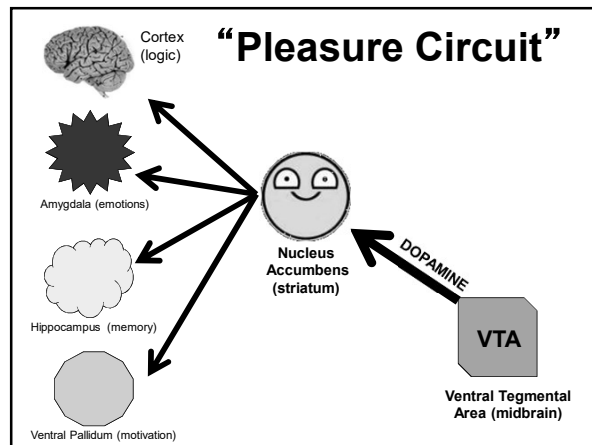 “Pleasure Circuit”
Cortex
(logic)
Amygdala (emotions)
Hippocampus (memory)
Ventral Pallidum (motivation)
Nucleus
Accumbens
(striatum)
DOPAMINE
VTA
Ventral Tegmental
Area (midbrain)